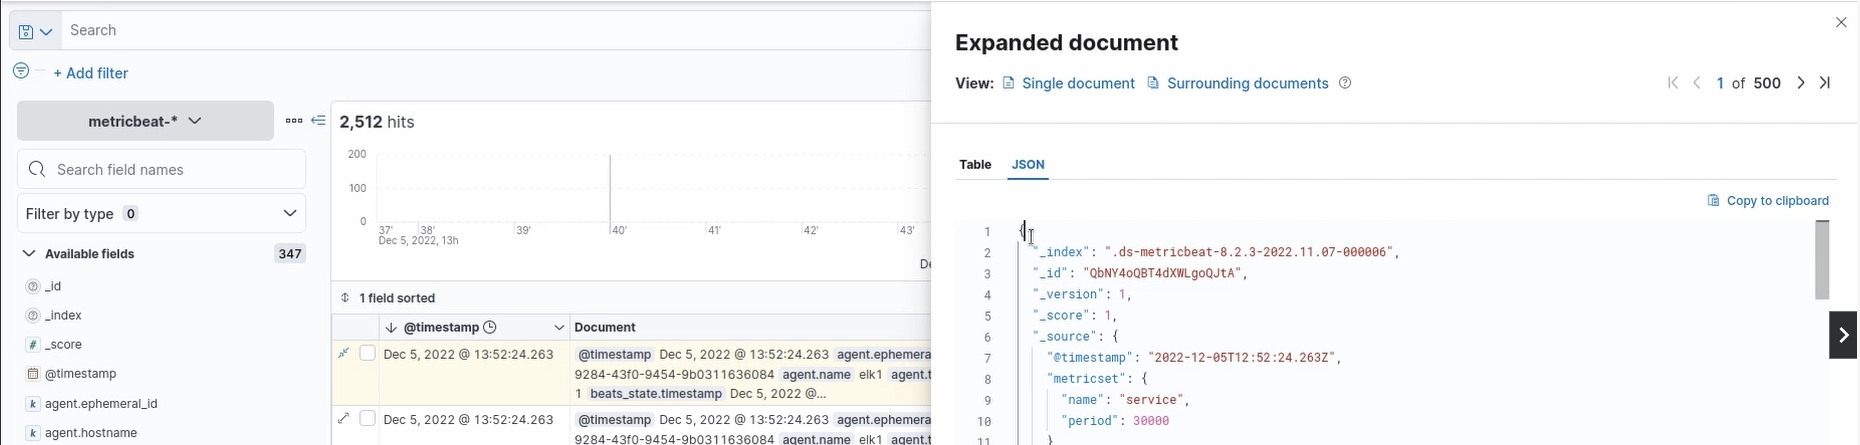 Search
+ Add filter
metricbeat-*
Search field names
Filter by type 0
Available fields 347
_id
_index
_score
@timestamp
agent.ephemeral_id
agent.hostname
2,512 hits
200
100
0
37' 38' 39' 40' 41' 42' 43'
Dec 5, 2022, 13h
De
1 field sorted
@timestamp Document
Dec 5, 2022 @ 13:52:24.263 @timestamp Dec 5, 2022 @ 13:52:24.263 agent.ephemera
9284-43f0-9454-9b0311636084 agent.name elk1 agent.t
1 beats_state.timestamp Dec 5, 2022 @...
Dec 5, 2022 @ 13:52:24.263 @timestamp Dec 5, 2022 @ 13:52:24.263 agent.ephemera
9284-43f0-9454-9b0311636084 agent.name elk1 agent.t
Expanded document
View: Single document Surrounding documents
1 of 500
Table JSON
Copy to clipboard
1 {
2 "_index": ".ds-metricbeat-8.2.3-2022.11.07-000006",
3 "_id": "QbNY4oQBT4dXWLgoQJtA",
4 "_version": 1,
5 "_score": 1,
6 "_source": {
7 "@timestamp": "2022-12-05T12:52:24.263Z",
8 "metricset": {
9 "name": "service",
10 "period": 30000
11 }